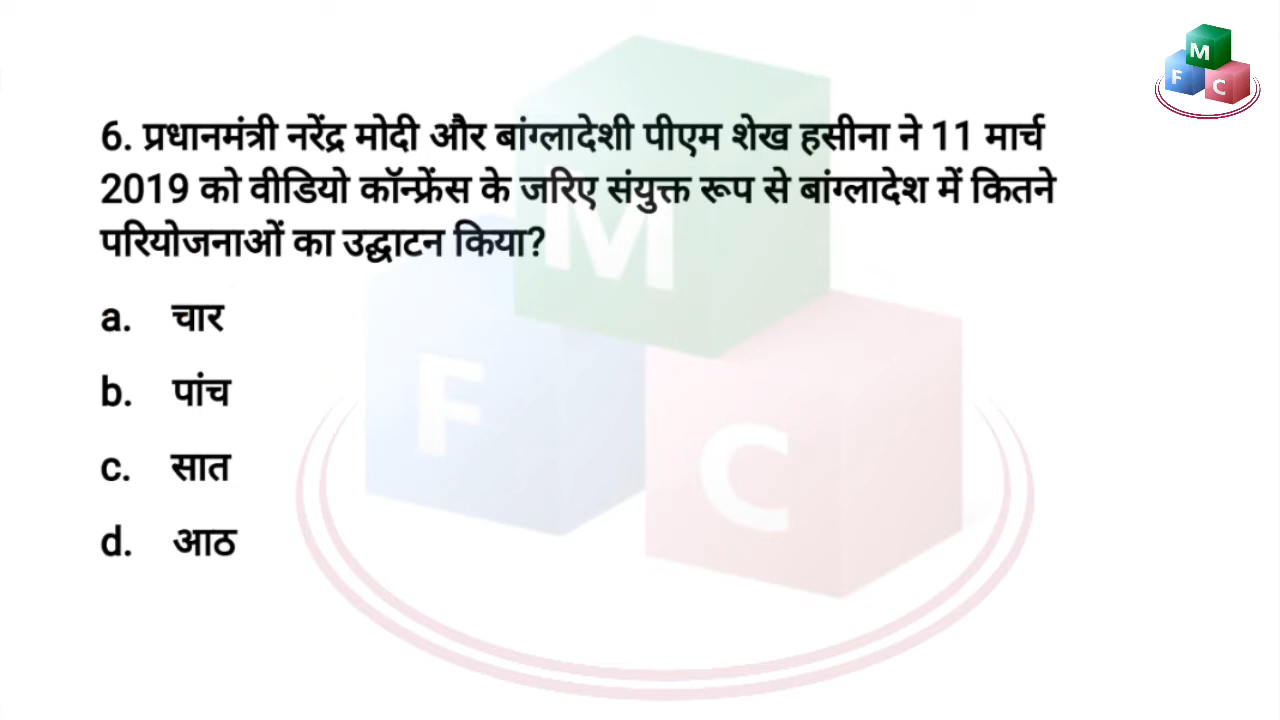 6. प्रधानमंत्री नरेंद्र मोदी और बांग्लादेशी पीएम शेख हसीना ने 11 मार्च
2019 को वीडियो कॉन्फ्रेंस के जरिए संयुक्त रूप से बांग्लादेश में कितने
परियोजनाओं का उद्घाटन किया?
a. चार
b. पांच
c. सात
d. आठ
M
F C
M
F
C